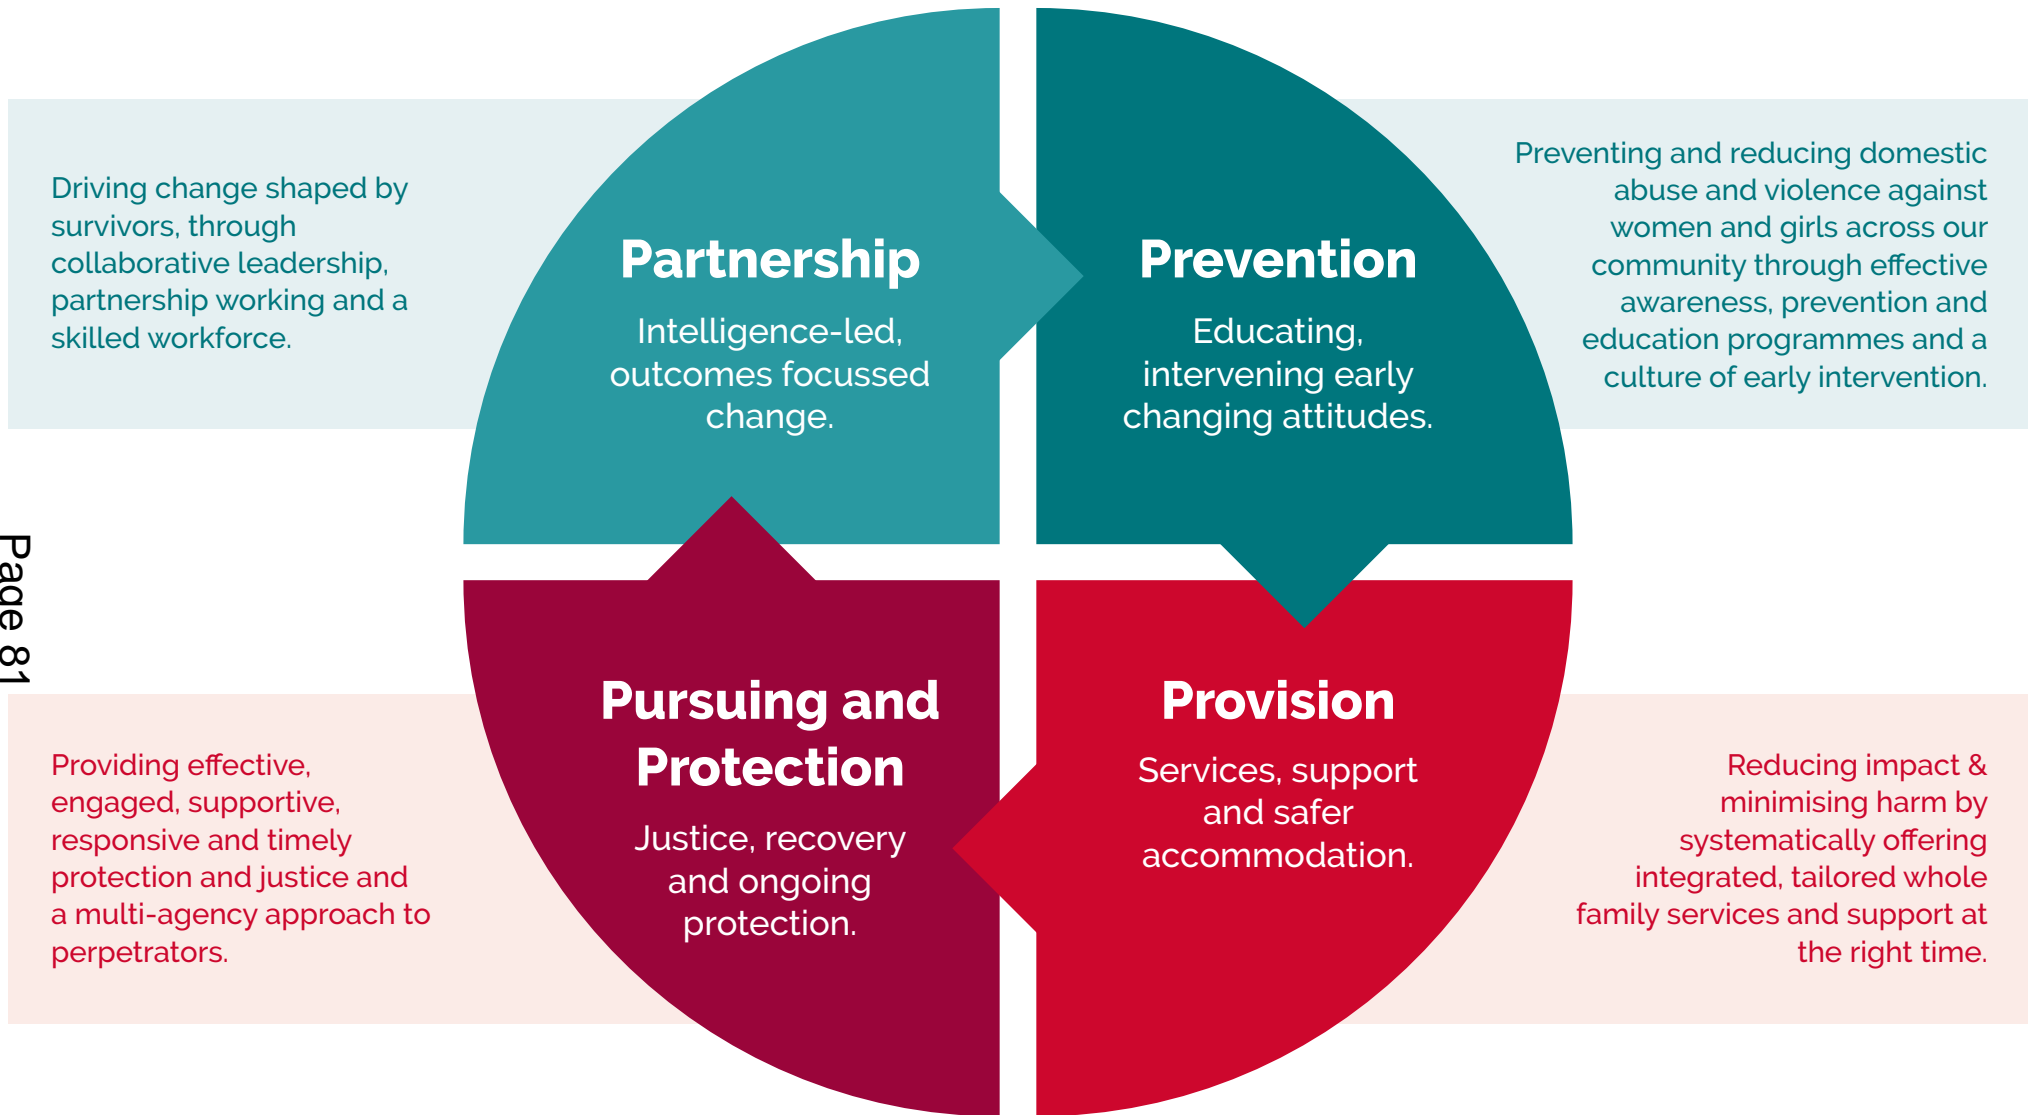 Driving change shaped by
survivors, through
collaborative leadership,
partnership working and a
skilled workforce.
Partnership
Intelligence-led,
outcomes focussed
change.
Prevention
Educating,
intervening early
changing attitudes.
Preventing and reducing domestic
abuse and violence against
women and girls across our
community through effective
awareness, prevention and
education programmes and a
culture of early intervention.
Page 81
Providing effective,
engaged, supportive,
responsive and timely
protection and justice and
a multi-agency approach to
perpetrators.
Pursuing and
Protection
Justice, recovery
and ongoing
protection.
Provision
Services, support
and safer
accommodation.
Reducing impact &
minimising harm by
systematically offering
integrated, tailored whole
family services and support at
the right time.